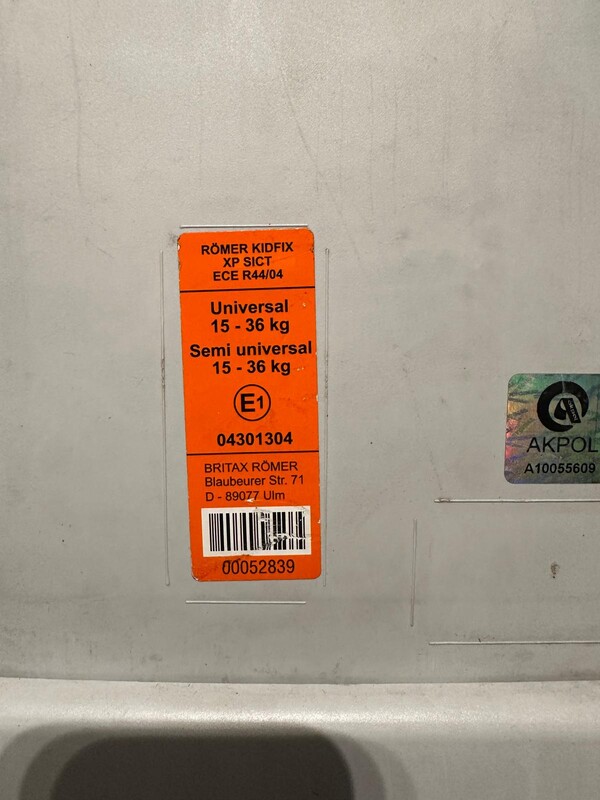 RÖMER KIDFIX
XP SICT
ECE R44/04
Universal
15 - 36 kg
Semi universal
15 - 36 kg
E1
04301304
BRITAX RÖMER
Blaubeurer Str. 71
D - 89077 Ulm
00052839
AKPOL
A10055609